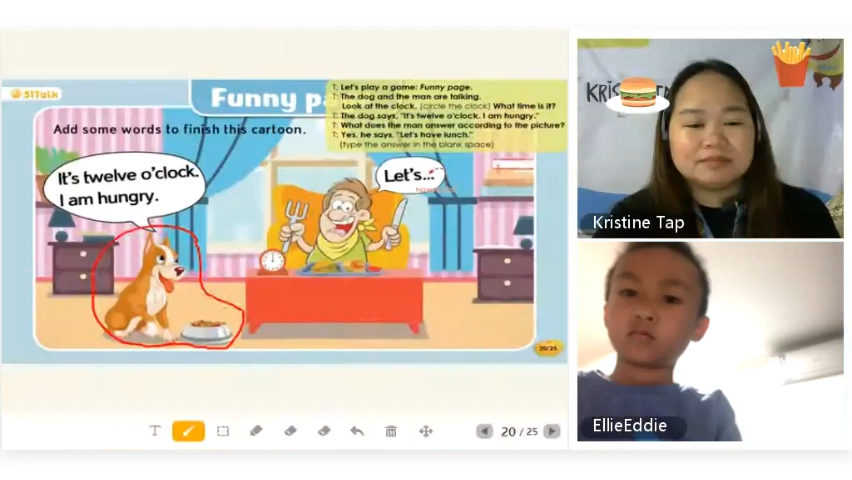 51Talk
Funny pa
T: Let's play a game: Funny page.
T: The dog and the man are talking.
Look at the clock. (circle the clock) What time is it?
T: The dog says, "It's twelve o'clock. I am hungry."
T: What does the man answer according to the picture?
T: Yes, he says, "Let's have lunch."
(type the answer in the blank space)
Add some words to finish this cartoon.
It's twelve o'clock.
I am hungry.
Let's...
20/25
T
20 / 25
KRIS
Kristine Tap
EllieEddie